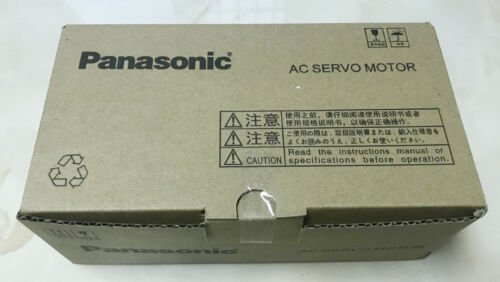 Panasonic®
AC SERVO MOTOR
注意 使用之前，请仔细阅读使用说明书或者
使用规格说明书，以确保正确操作。
注意 ご使用の際は、取扱説明書または、納入仕様書を
よくお読みのうえ、正しくお使いください。
CAUTION Read the instructions manual or
specifications before operation.
Panasonic
AC SERVO MOTOR